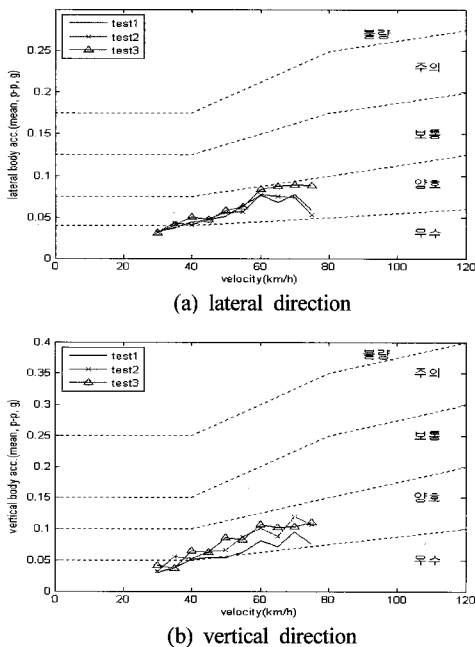 test1
test2
test3
불량
주의
보통
양호
우수
lateral body acc.(mean, p-p, g)
0.25
0.2
0.15
0.1
0.05
0
0 20 40 60 80 100 120
velocity(km/h)
(a) lateral direction
test1
test2
test3
불량
주의
보통
양호
우수
vertical body acc.(mean, p-p, g)
0.4
0.35
0.3
0.25
0.2
0.15
0.1
0.05
0
0 20 40 60 80 100 120
velocity(km/h)
(b) vertical direction